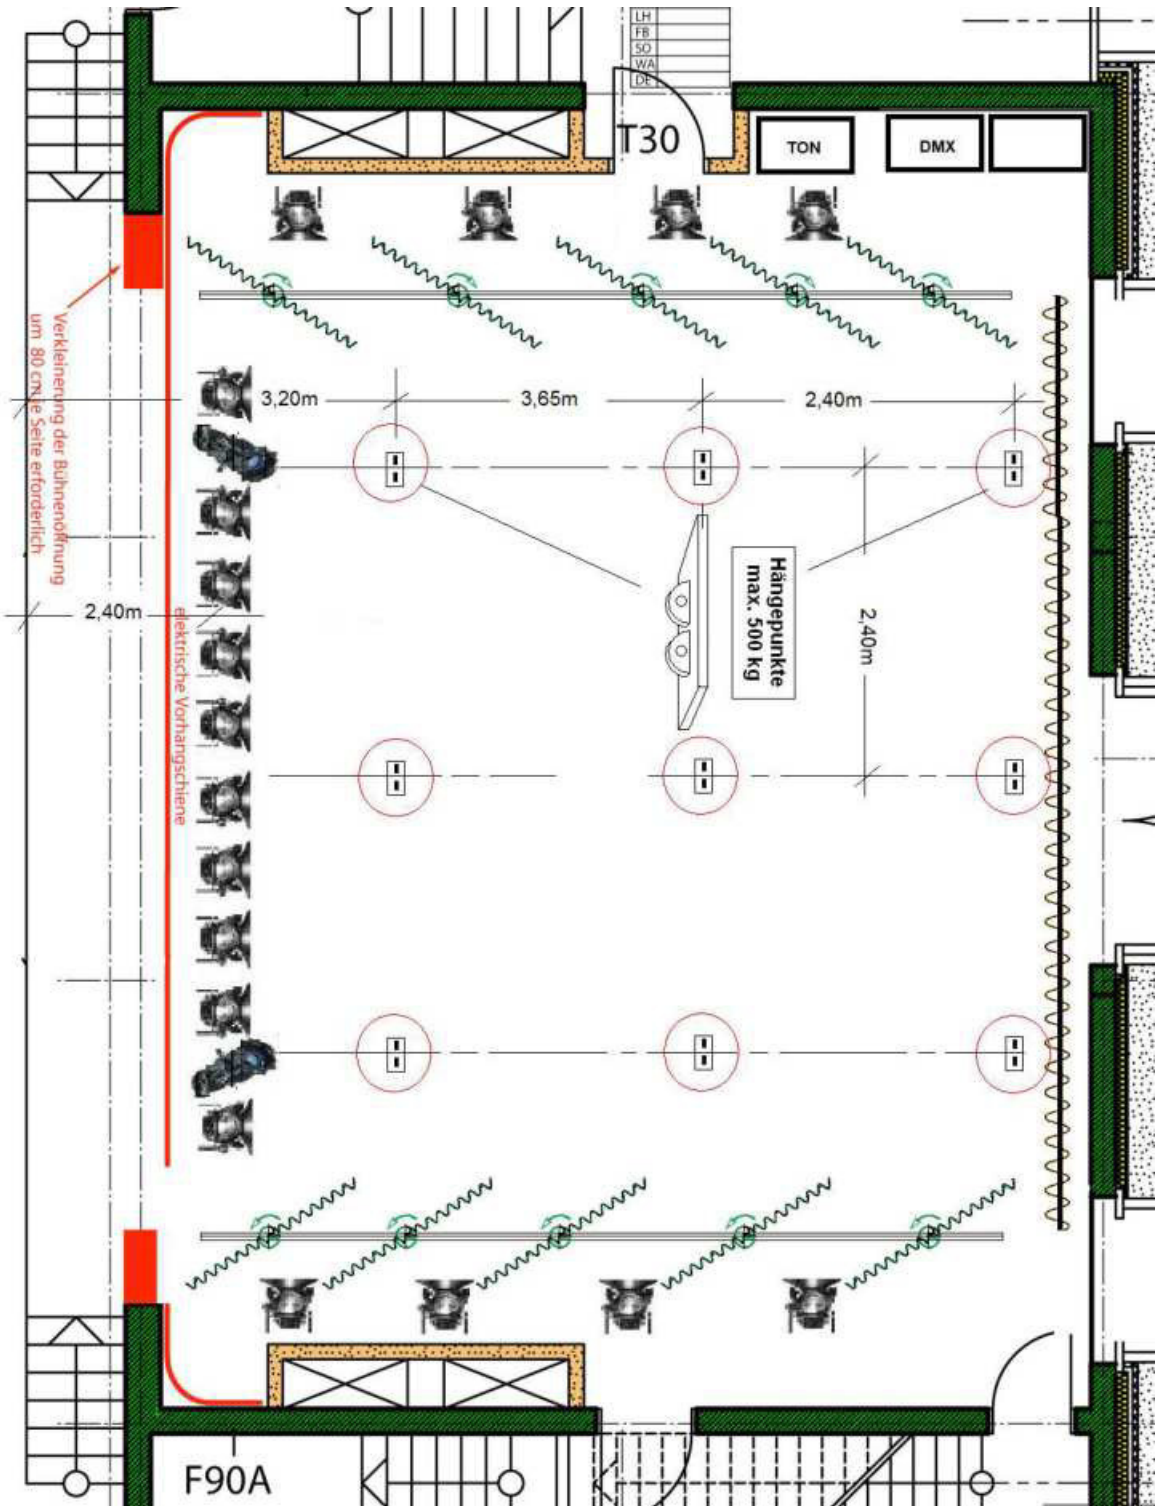 LH
FB
SO
WA
DE
T30
TON
DMX
Verkleinerung der Bühnenöffnung
um 80 cm je Seite erforderlich
3,20m
3,65m
2,40m
2,40m
elektrische Vorhangschiene
Hängepunkte
max. 500 kg
2,40m
F90A